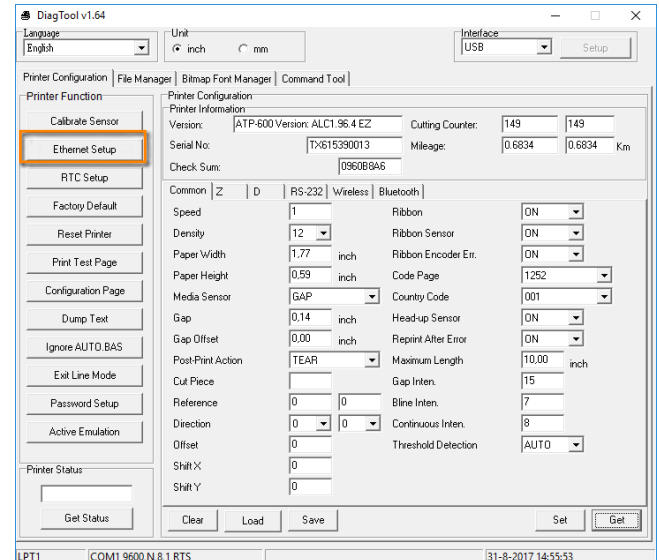 DiagTool v1.64
Language
Unit
Interface
English
inch mm
USB
Setup
Printer Configuration File Manager Bitmap Font Manager Command Tool
Printer Function
Calibrate Sensor
Ethernet Setup
RTC Setup
Factory Default
Reset Printer
Print Test Page
Configuration Page
Dump Text
Ignore AUTO.BAS
Exit Line Mode
Password Setup
Active Emulation
Printer Status
Get Status
Printer Configuration
Printer Information
Version: ATP-600 Version: ALC1.96.4 EZ Cutting Counter: 149 149
Serial No: TX615390013 Mileage: 0.6834 0.6834 Km
Check Sum: 0960B8A6
Common Z D RS-232 Wireless Bluetooth
Speed 1 Ribbon ON
Density 12 Ribbon Sensor ON
Paper Width 1,77 inch Ribbon Encoder Err. ON
Paper Height 0,59 inch Code Page 1252
Media Sensor GAP Country Code 001
Gap 0,14 inch Head-up Sensor ON
Gap Offset 0,00 inch Reprint After Error ON
Post-Print Action TEAR Maximum Length 10,00 inch
Cut Piece Gap Inten. 15
Reference 0 0 Bline Inten. 7
Direction 0 0 Continuous Inten. 8
Offset 0 Threshold Detection AUTO
Shift X 0
Shift Y 0
Clear Load Save Set Get
LPT1 COM1 9600,N,8,1 RTS 31-8-2017 14:55:53